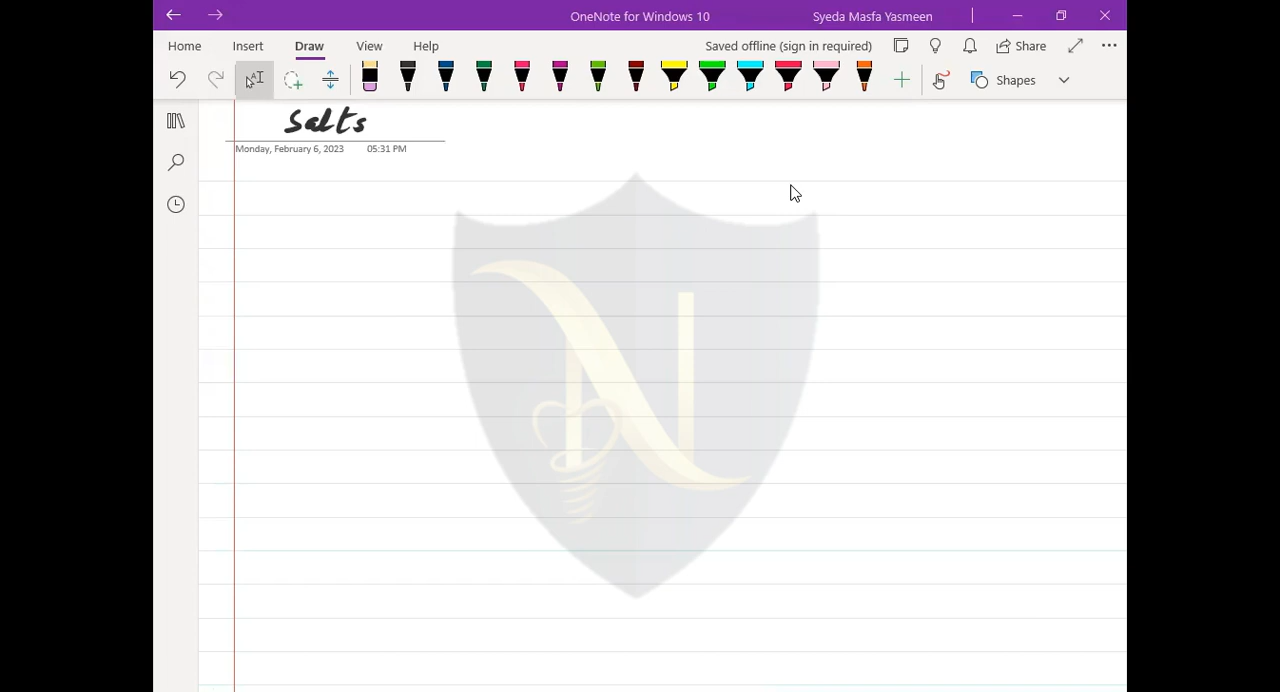 OneNote for Windows 10 Syeda Masfa Yasmeen
Home Insert Draw View Help Saved offline (sign in required) Share
Shapes
Salts
Monday, February 6, 2023 05:31 PM